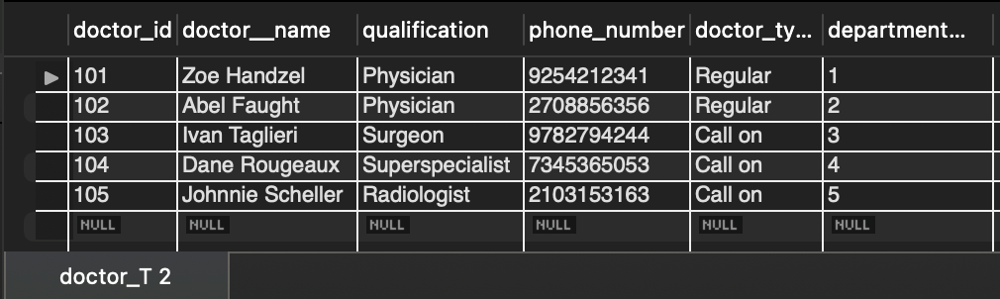 doctor_id doctor__name qualification phone_number doctor_ty... department...
101 Zoe Handzel Physician 9254212341 Regular 1
102 Abel Faught Physician 2708856356 Regular 2
103 Ivan Taglieri Surgeon 9782794244 Call on 3
104 Dane Rougeaux Superspecialist 7345365053 Call on 4
105 Johnnie Scheller Radiologist 2103153163 Call on 5
NULL NULL NULL NULL NULL NULL
doctor_T 2